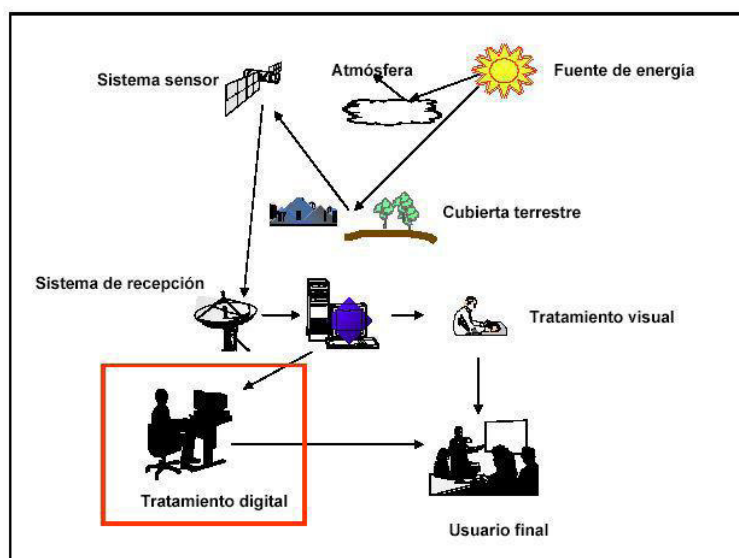 Sistema sensor
Atmósfera
Fuente de energía
Cubierta terrestre
Sistema de recepción
Tratamiento visual
Tratamiento digital
Usuario final